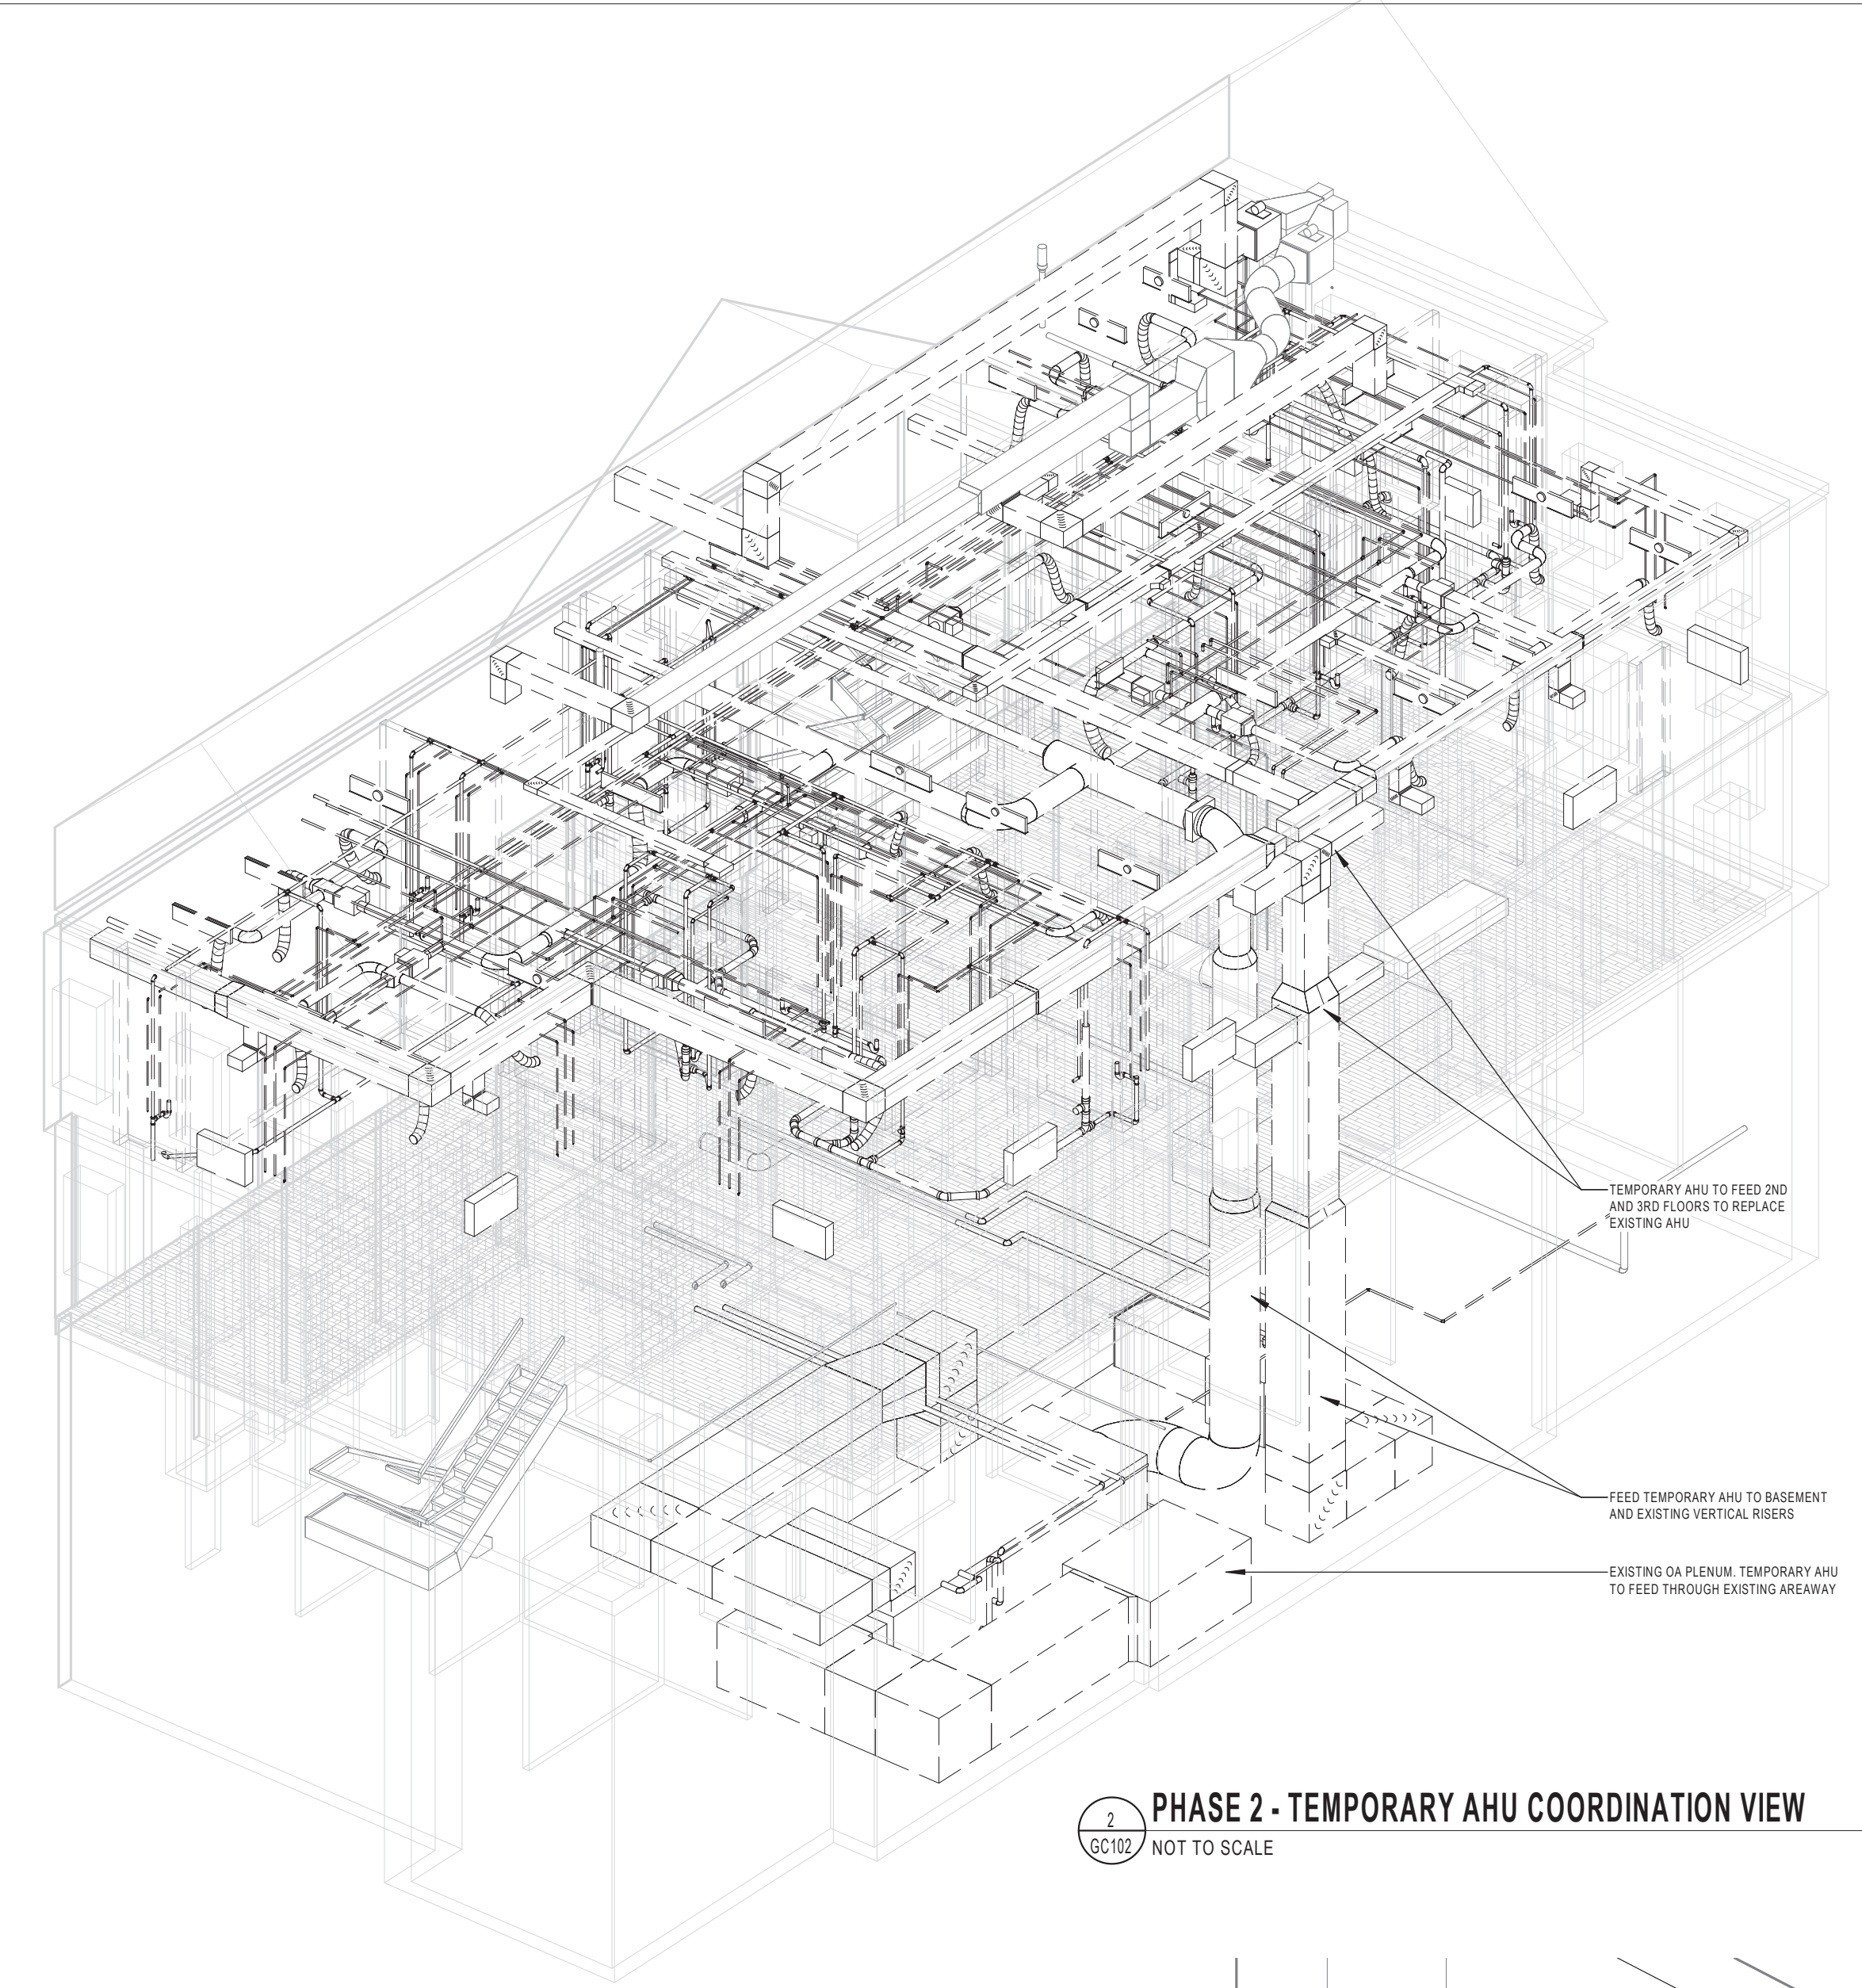 TEMPORARY AHU TO FEED 2ND
AND 3RD FLOORS TO REPLACE
EXISTING AHU
FEED TEMPORARY AHU TO BASEMENT
AND EXISTING VERTICAL RISERS
EXISTING OA PLENUM. TEMPORARY AHU
TO FEED THROUGH EXISTING AREAWAY
2
GC102
PHASE 2 - TEMPORARY AHU COORDINATION VIEW
NOT TO SCALE